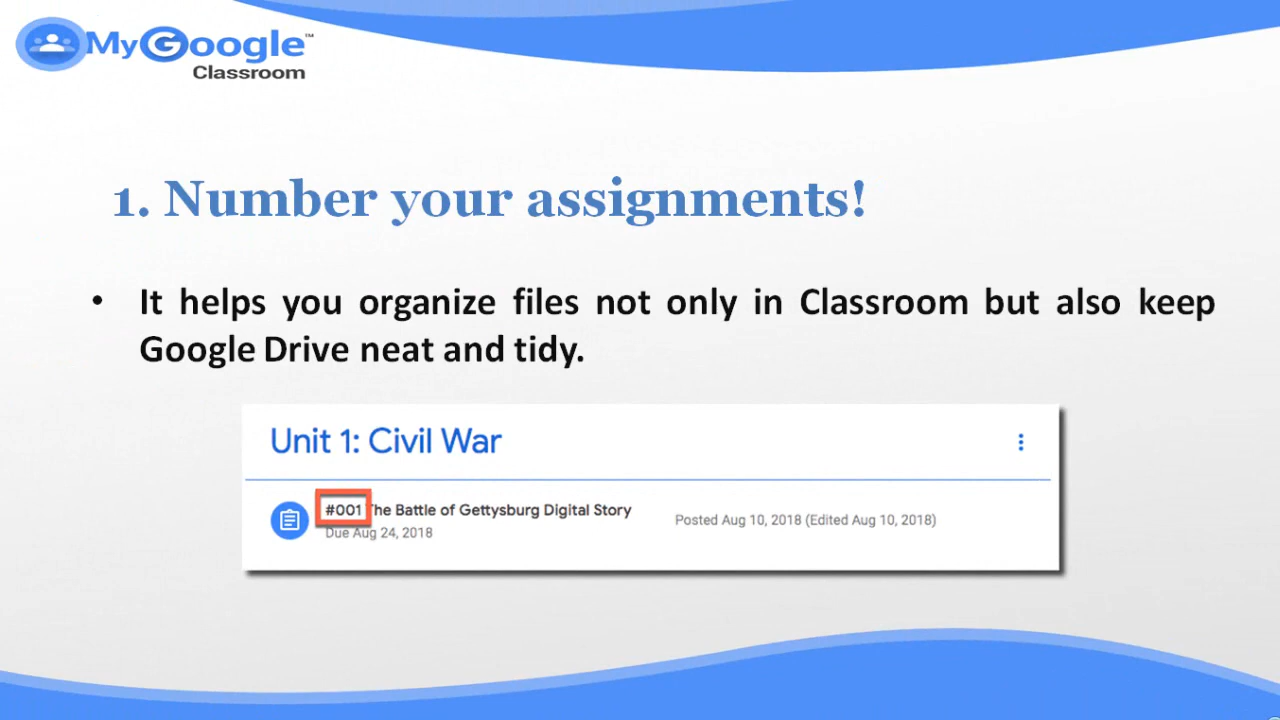 MyGoogle™
Classroom
1. Number your assignments!
• It helps you organize files not only in Classroom but also keep
Google Drive neat and tidy.
Unit 1: Civil War
#001 The Battle of Gettysburg Digital Story
Posted Aug 10, 2018 (Edited Aug 10, 2018)
Due Aug 24, 2018